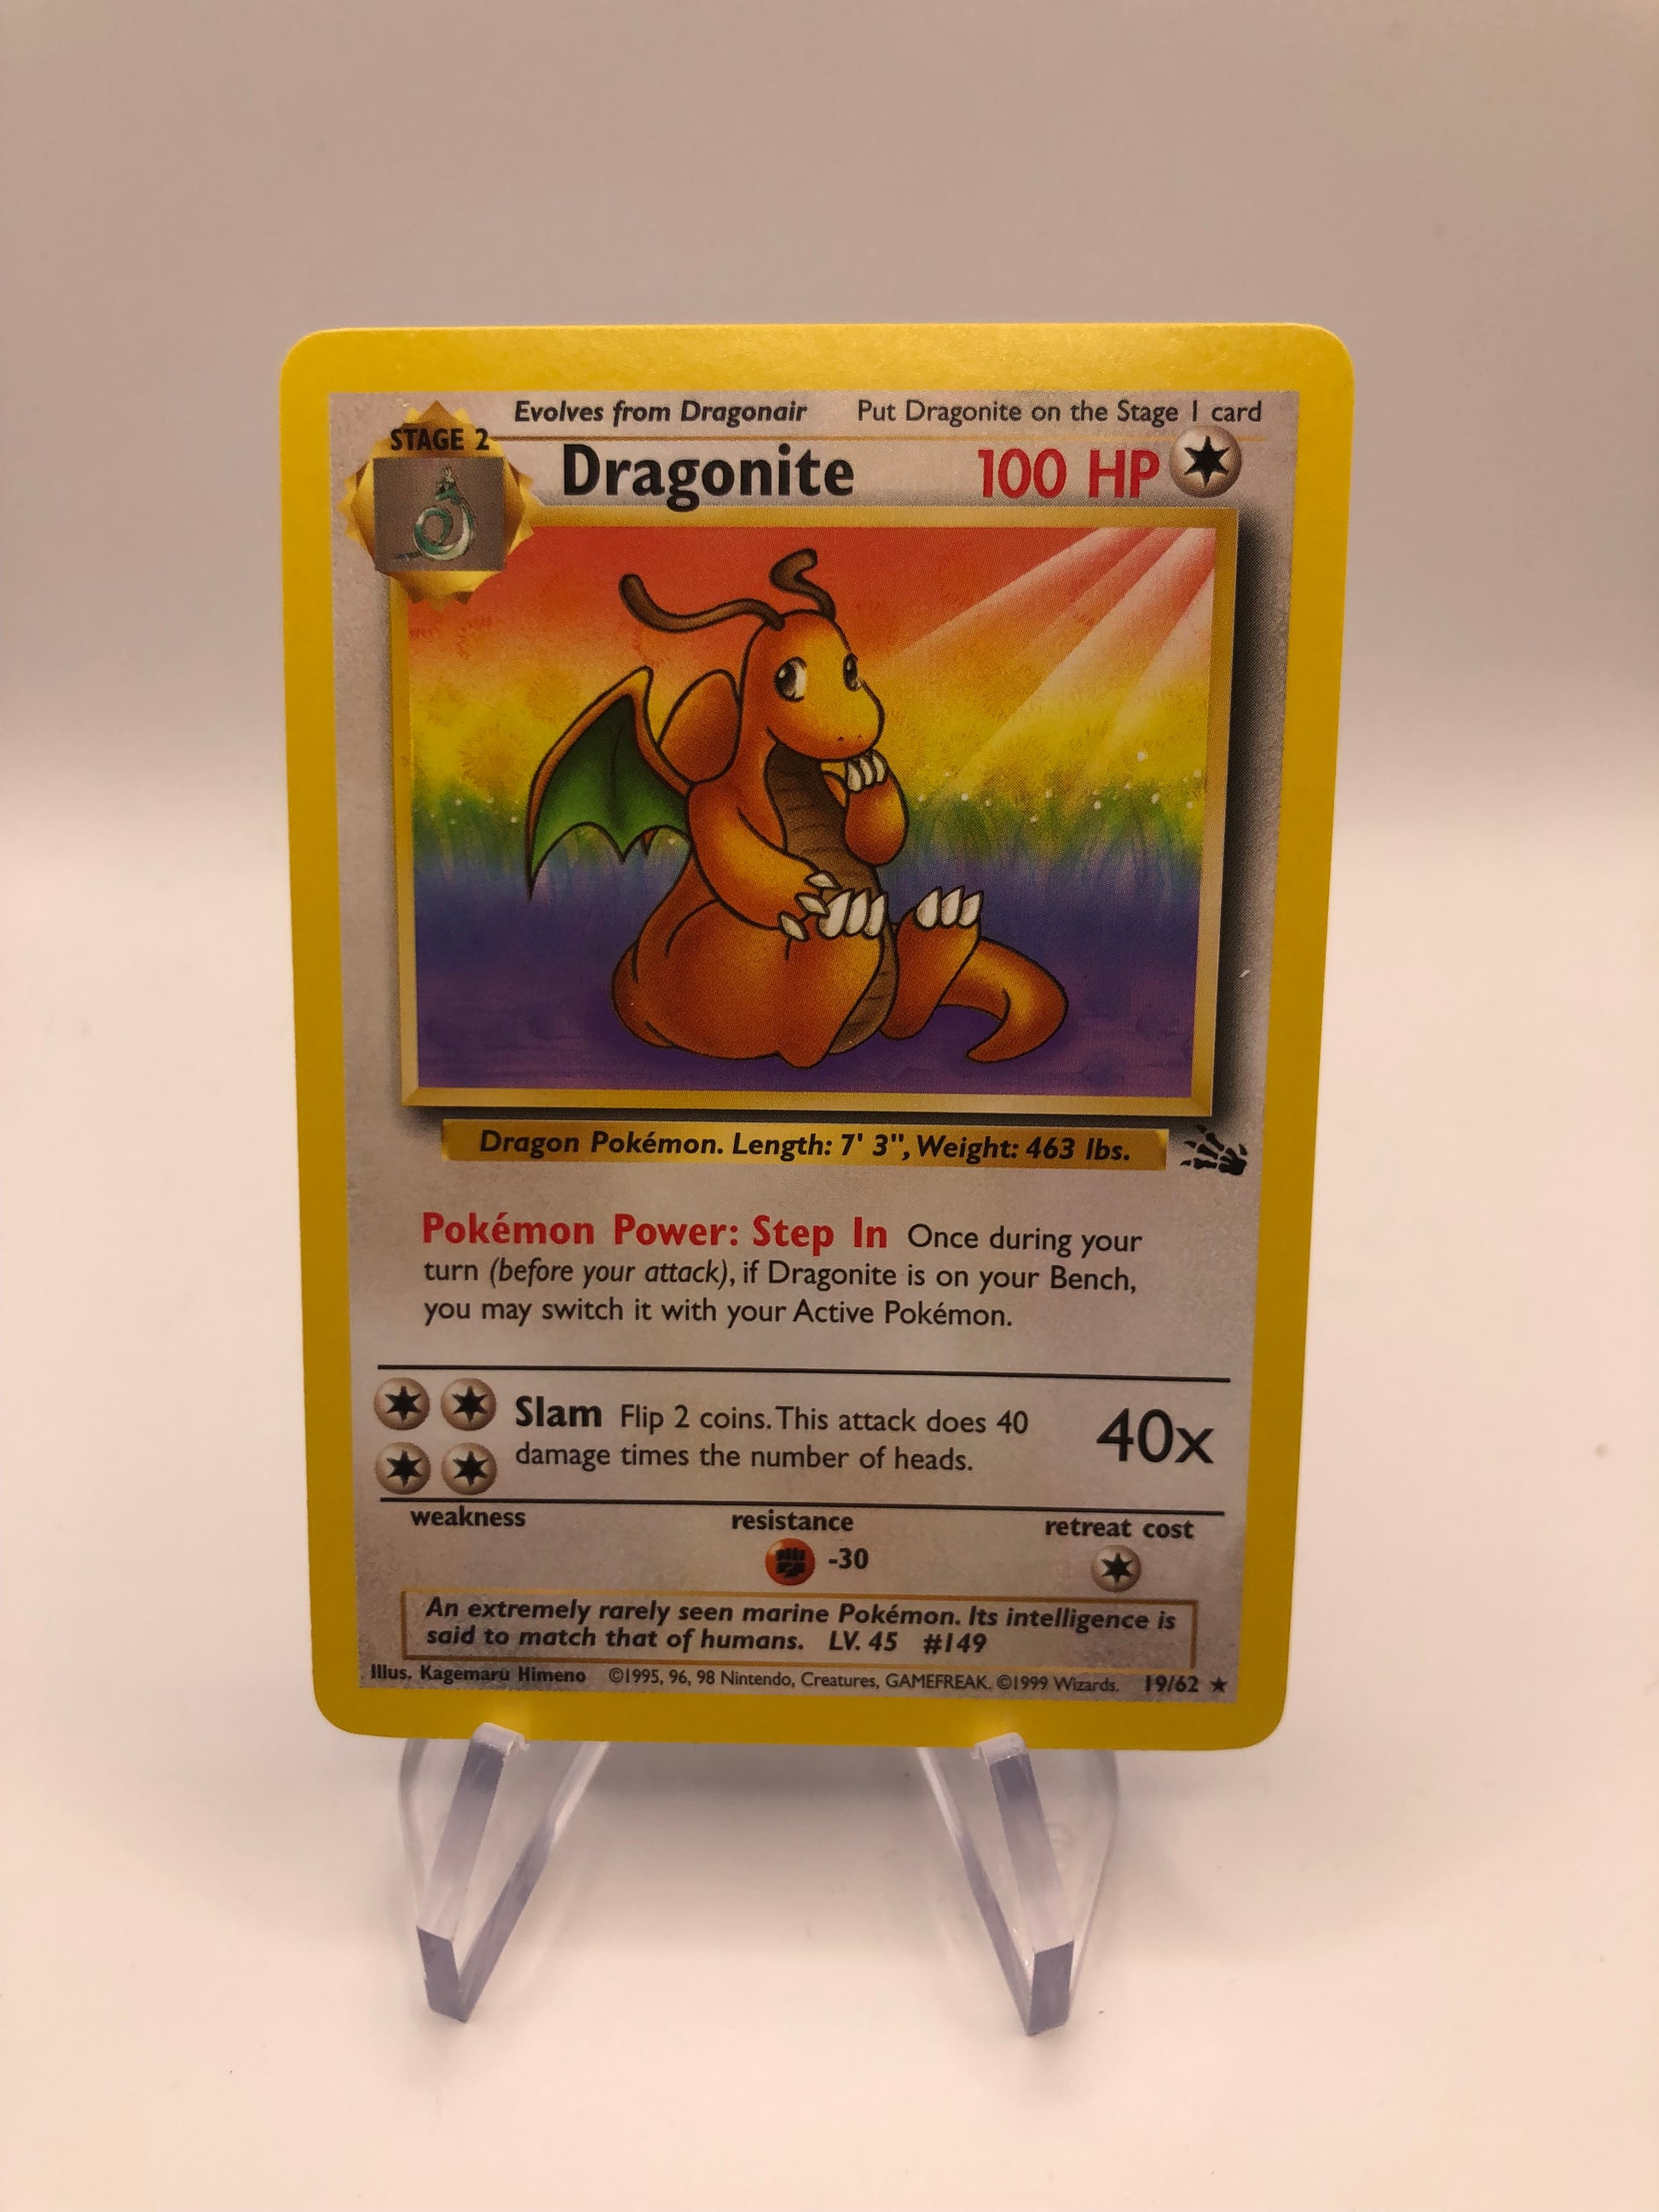 Evolves from Dragonair Put Dragonite on the Stage 1 card
STAGE 2
Dragonite 100 HP
Dragon Pokémon. Length: 7' 3", Weight: 463 lbs.
Pokémon Power: Step In Once during your
turn (before your attack), if Dragonite is on your Bench,
you may switch it with your Active Pokémon.
Slam Flip 2 coins. This attack does 40
damage times the number of heads.
40x
weakness resistance retreat cost
-30
An extremely rarely seen marine Pokémon. Its intelligence is
said to match that of humans. LV. 45 #149
Illus. Kagemaru Himeno ©1995, 96, 98 Nintendo, Creatures, GAMEFREAK. ©1999 Wizards. 19/62 ★